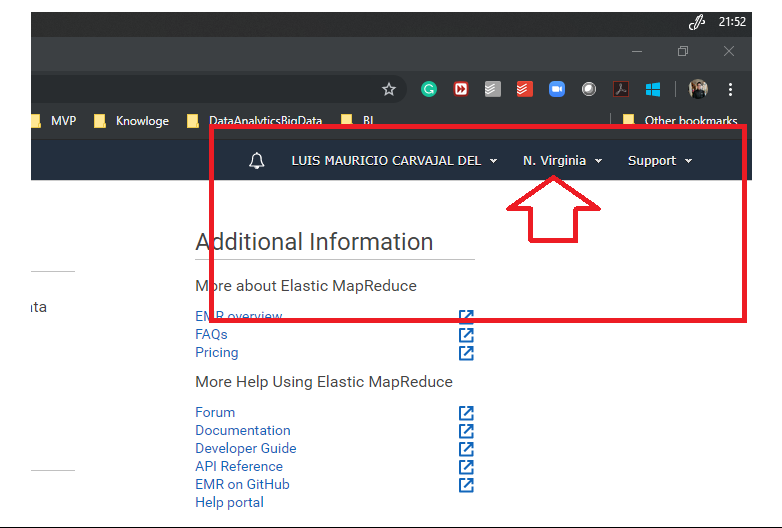 21:52
MVP Knowloge DataAnalyticsBigData BI Other bookmarks
LUIS MAURICIO CARVAJAL DEL N. Virginia Support
Additional Information
More about Elastic MapReduce
ata
EMR overview
FAQs
Pricing
More Help Using Elastic MapReduce
Forum
Documentation
Developer Guide
API Reference
EMR on GitHub
Help portal